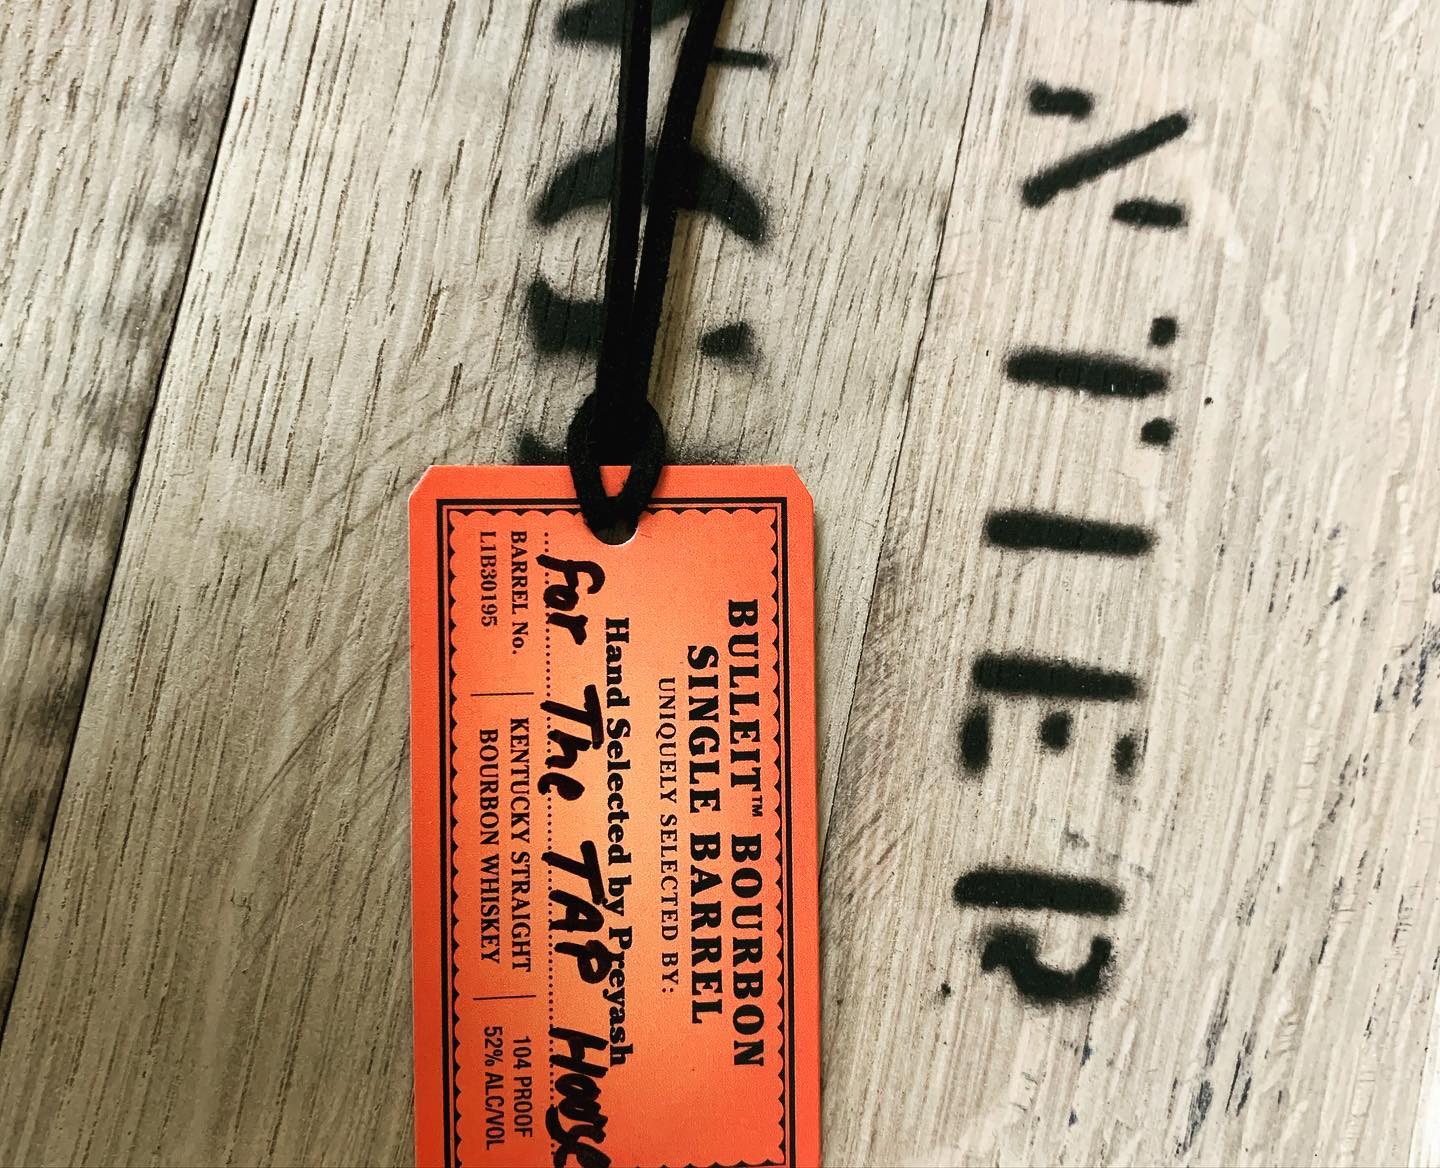 BULLEIT™ BOURBON
SINGLE BARREL
UNIQUELY SELECTED BY:
Hand Selected by Preyash
For The TAP House
BARREL No.
L1B30195
KENTUCKY STRAIGHT
BOURBON WHISKEY
104 PROOF
52% ALC/VOL